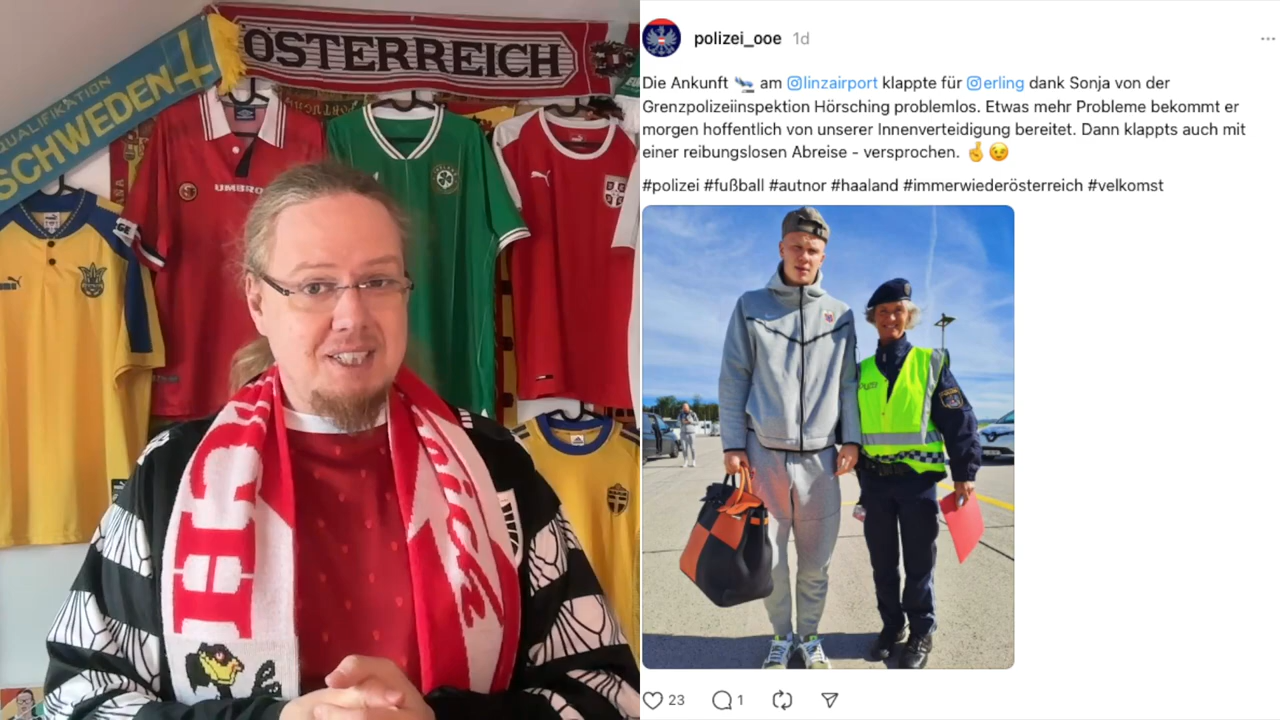 QUALIFIKATION
SCHWEDEN
ÖSTERREICH
UMBRO
polizei_ooe 1d
Die Ankunft 🛬 am @linzairport klappte für @erling dank Sonja von der
Grenzpolizeiinspektion Hörsching problemlos. Etwas mehr Probleme bekommt er
morgen hoffentlich von unserer Innenverteidigung bereitet. Dann klappts auch mit
einer reibungslosen Abreise - versprochen. 🤞😉
#polizei #fußball #autnor #haaland #immerwiederösterreich #velkomst
23 1